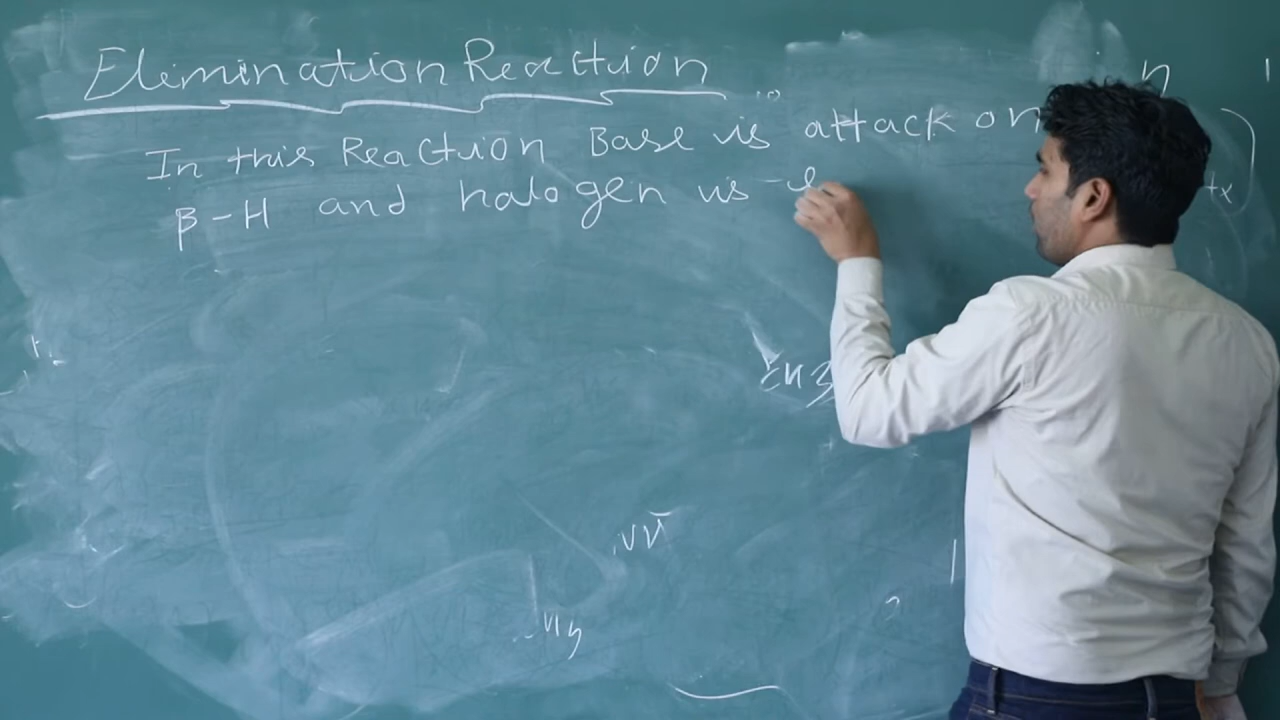 Elimination Reaction
In this Reaction Base is attack on
β-H and halogen is